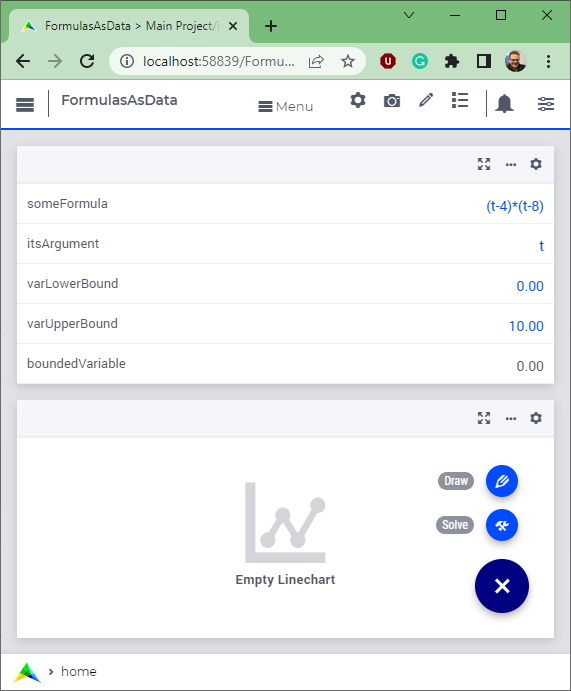 FormulasAsData > Main Project/
localhost:58839/Formu...
FormulasAsData
Menu
someFormula
(t-4)*(t-8)
itsArgument
t
varLowerBound
0.00
varUpperBound
10.00
boundedVariable
0.00
Draw
Solve
Empty Linechart
home